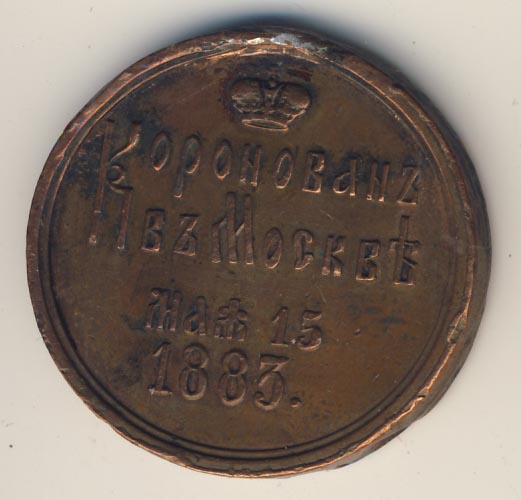 Коронованъ
въ Москвѣ
мая 15
1883.